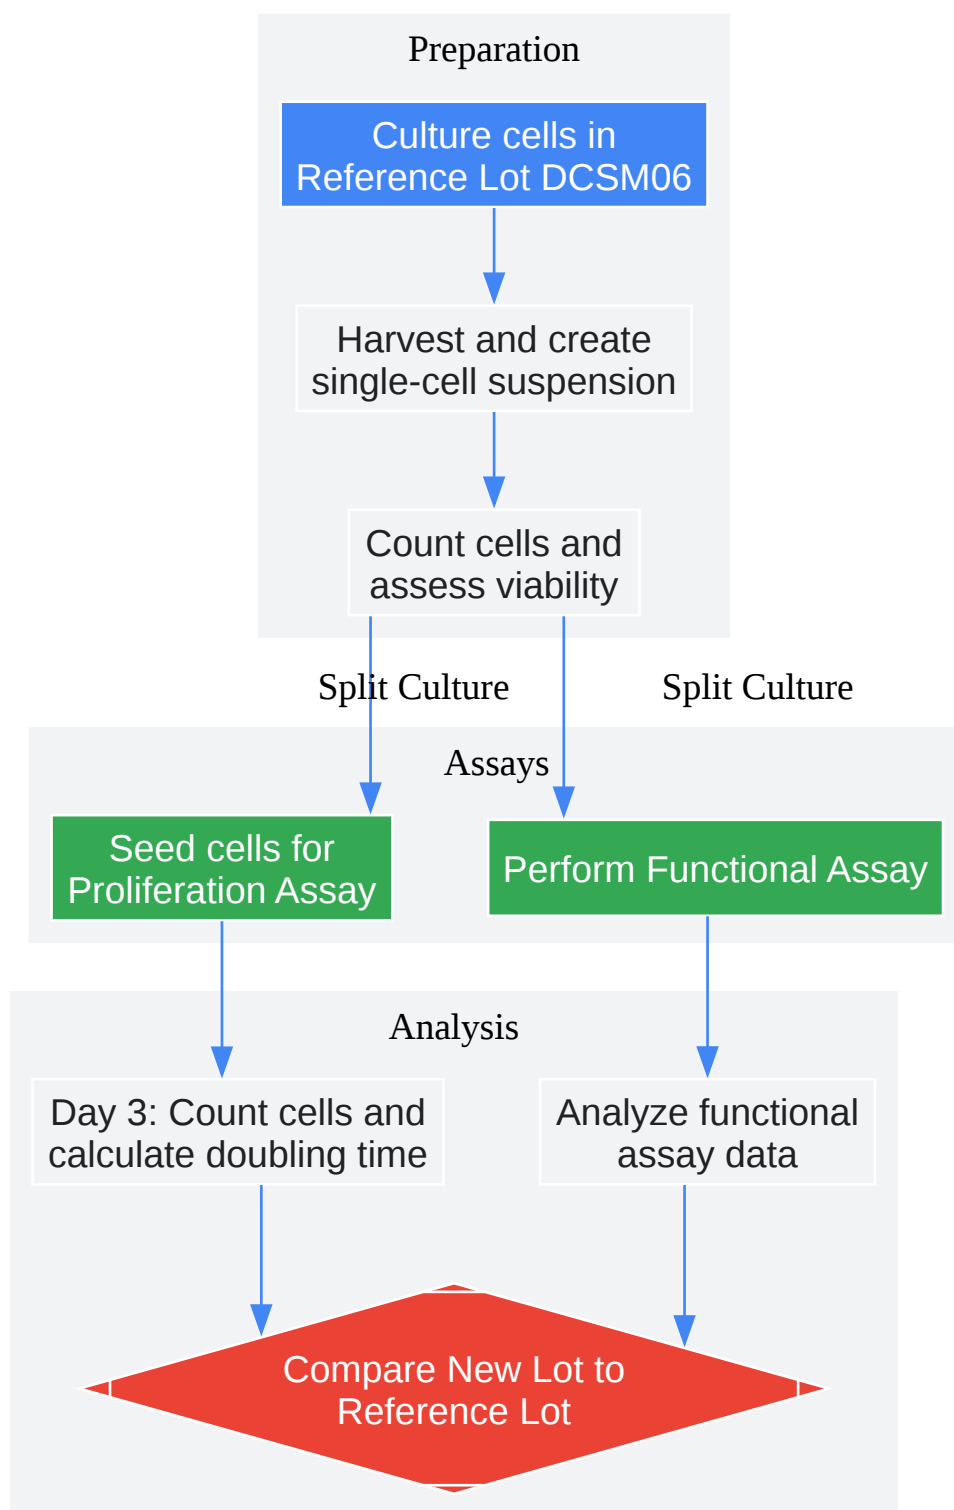 Preparation
Culture cells in
Reference Lot DCSM06
Harvest and create
single-cell suspension
Count cells and
assess viability
Split Culture
Split Culture
Assays
Seed cells for
Proliferation Assay
Perform Functional Assay
Analysis
Day 3: Count cells and
calculate doubling time
Analyze functional
assay data
Compare New Lot to
Reference Lot